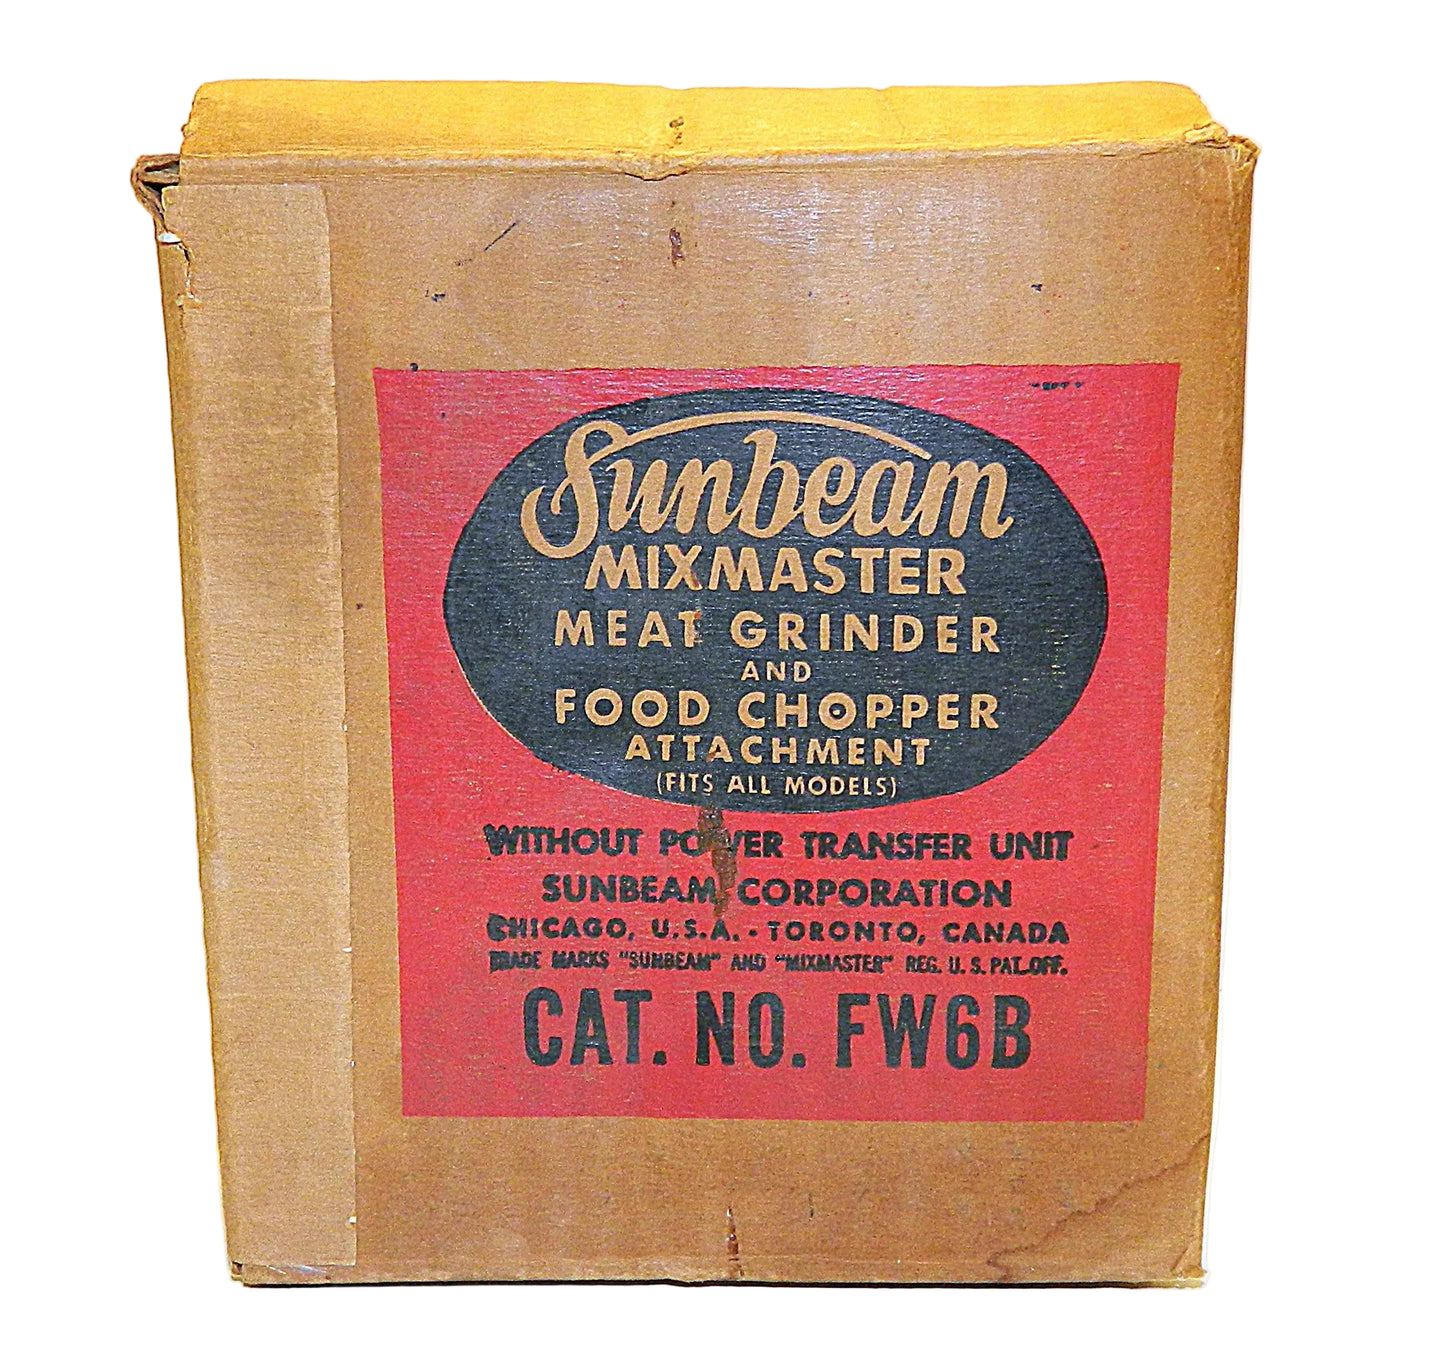 Sunbeam
MIXMASTER
MEAT GRINDER
AND
FOOD CHOPPER
ATTACHMENT
(FITS ALL MODELS)
WITHOUT POWER TRANSFER UNIT
SUNBEAM CORPORATION
CHICAGO, U.S.A. - TORONTO, CANADA
TRADE MARKS "SUNBEAM" AND "MIXMASTER" REG. U. S. PAT. OFF.
CAT. NO. FW6B